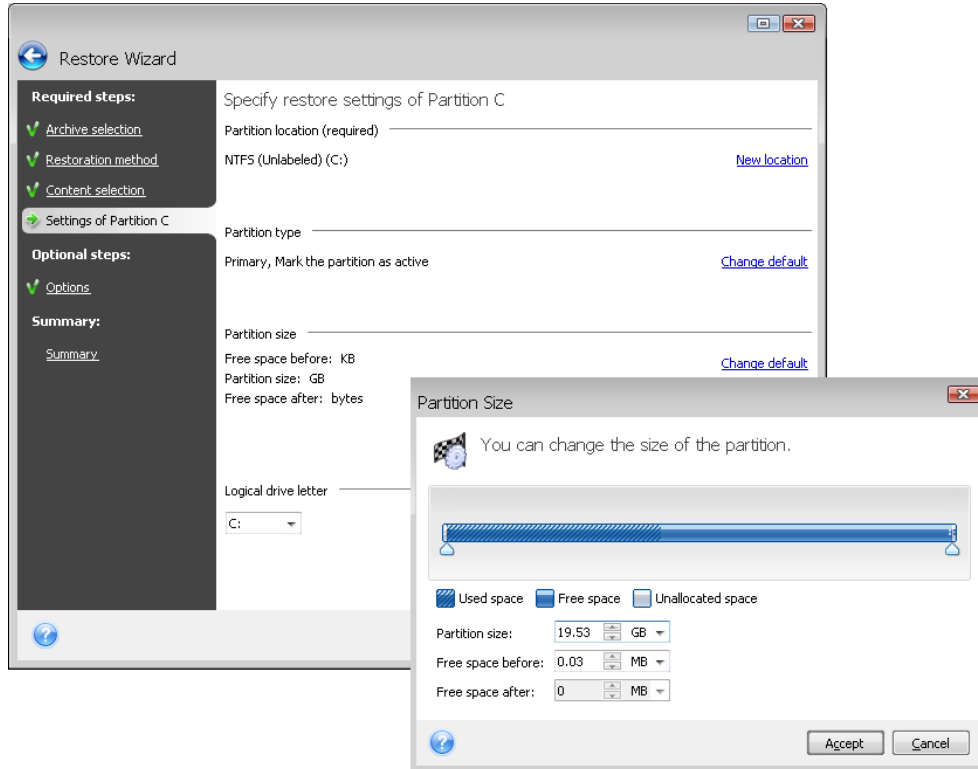 Restore Wizard
Required steps:
Archive selection
Restoration method
Content selection
Settings of Partition C
Optional steps:
Options
Summary:
Summary
Specify restore settings of Partition C
Partition location (required)
NTFS (Unlabeled) (C:) New location
Partition type
Primary, Mark the partition as active Change default
Partition size
Free space before: KB Change default
Partition size: GB
Free space after: bytes
Logical drive letter
C:
Partition Size
You can change the size of the partition.
Used space Free space Unallocated space
Partition size: 19.53 GB
Free space before: 0.03 MB
Free space after: 0 MB
Accept Cancel